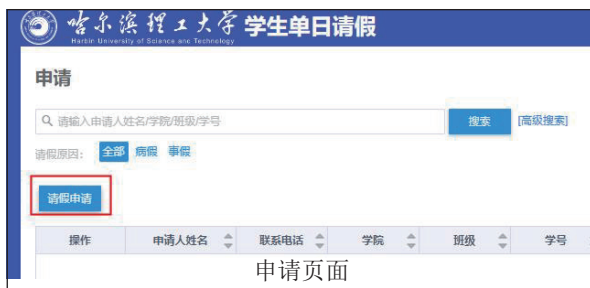 哈尔滨理工大学 学生单日请假
Harbin University of Science and Technology
申请
请输入申请人姓名/学院/班级/学号 搜索 [高级搜索]
请假原因： 全部 病假 事假
请假申请
操作 申请人姓名 联系电话 学院 班级 学号
申请页面